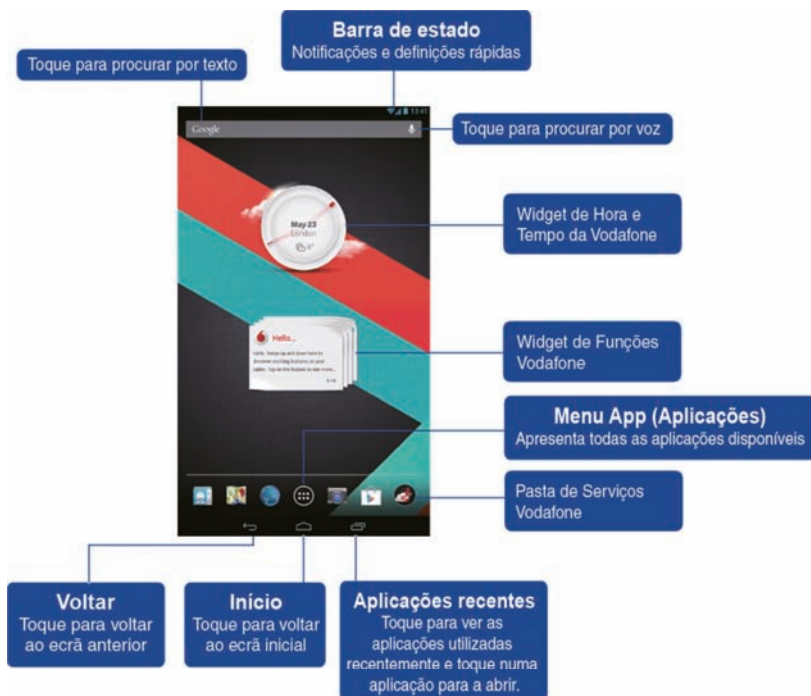 Barra de estado
Notificações e definições rápidas
Toque para procurar por texto
13:41
Google
Toque para procurar por voz
May 23
London
Widget de Hora e
Tempo da Vodafone
Hello...
Widget de Funções
Vodafone
Menu App (Aplicações)
Apresenta todas as aplicações disponíveis
Pasta de Serviços
Vodafone
Voltar
Toque para voltar
ao ecrã anterior
Início
Toque para voltar
ao ecrã inicial
Aplicações recentes
Toque para ver as
aplicações utilizadas
recentemente e toque numa
aplicação para a abrir.